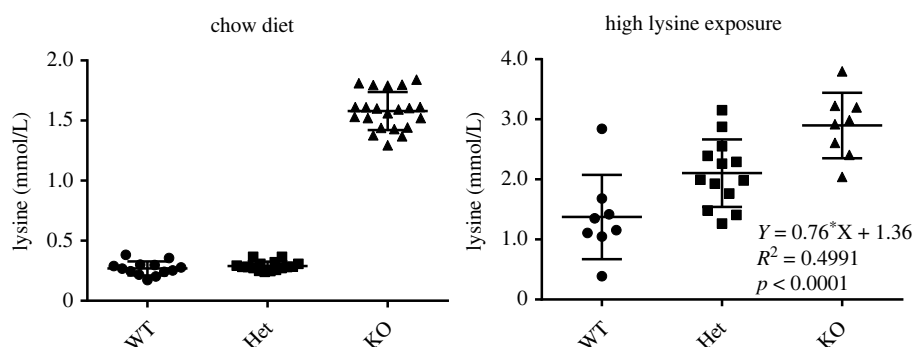 chow diet
2.0
1.5
1.0
0.5
0
lysine (mmol/L)
WT
Het
KO
high lysine exposure
4.0
3.0
2.0
1.0
0
lysine (mmol/L)
Y = 0.76*X + 1.36
R² = 0.4991
p < 0.0001
WT
Het
KO